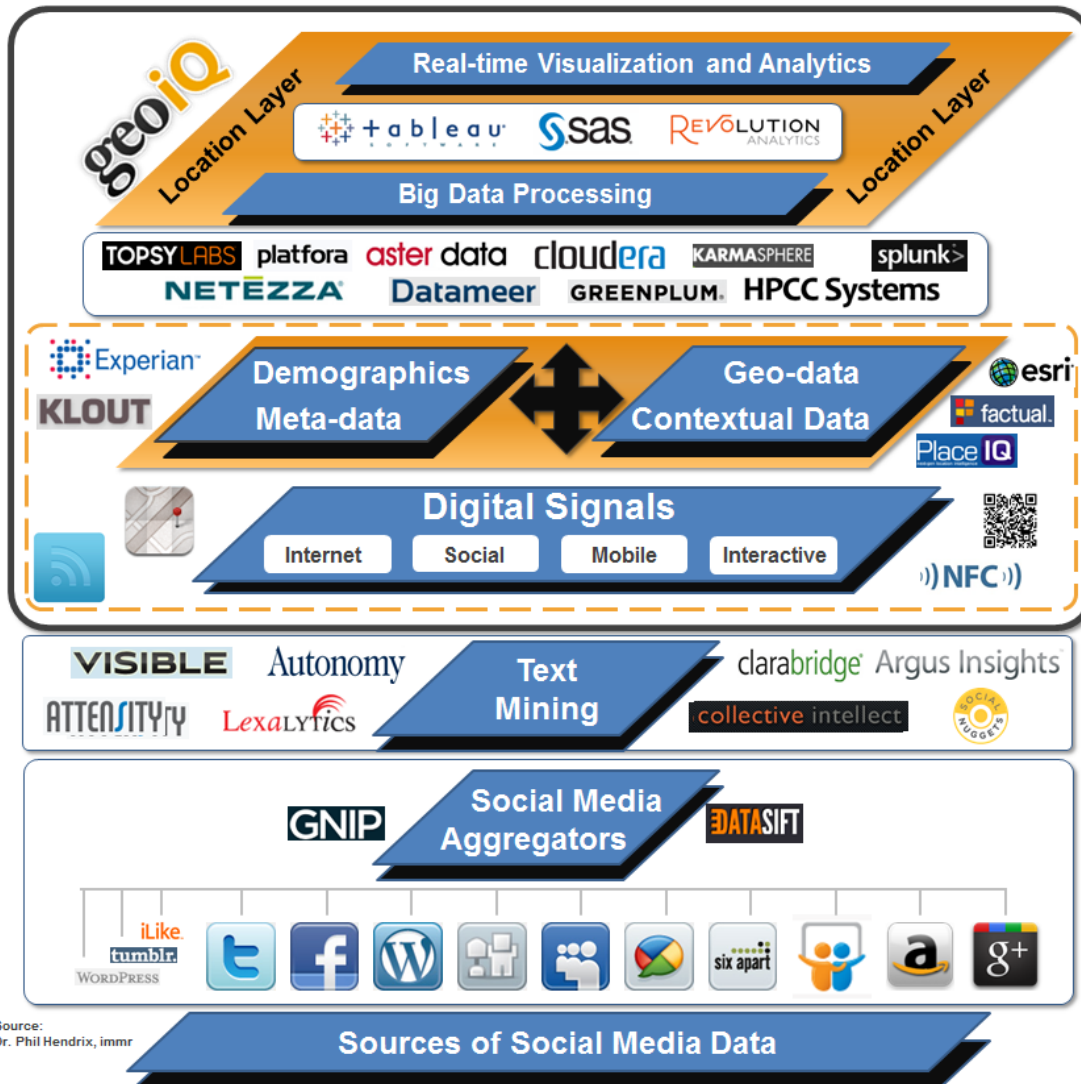 geoiQ
Location Layer
Real-time Visualization and Analytics
Location Layer
+ a b l e a u
S O F T W A R E
sas
REVOLUTION
ANALYTICS
Big Data Processing
TOPSYLABS
platfora
aster data
cloudera
KARMASPHERE
splunk>
NETEZZA
Datameer
GREENPLUM.
HPCC Systems
Experian
KLOUT
Demographics
Meta-data
Geo-data
Contextual Data
esri
factual.
Place IQ
Digital Signals
Internet
Social
Mobile
Interactive
NFC
VISIBLE
Autonomy
ATTENSITY
LEXALYTICS
Text
Mining
clarabridge
Argus Insights
collective intellect
SOCIAL
NUGGETS
GNIP
Social Media
Aggregators
DATASIFT
iLike
tumblr.
WORDPRESS
t
f
W
six apart
a
g+
Source:
Dr. Phil Hendrix, immr
Sources of Social Media Data